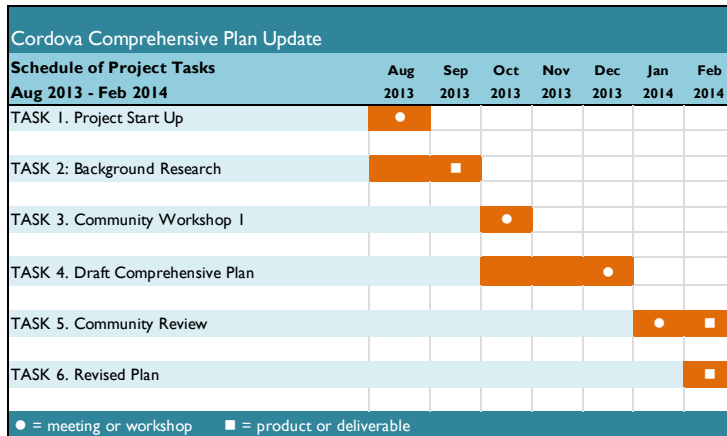 Cordova Comprehensive Plan Update
Schedule of Project Tasks Aug Sep Oct Nov Dec Jan Feb
Aug 2013 - Feb 2014 2013 2013 2013 2013 2013 2014 2014
TASK 1. Project Start Up
TASK 2: Background Research
TASK 3. Community Workshop 1
TASK 4. Draft Comprehensive Plan
TASK 5. Community Review
TASK 6. Revised Plan
= meeting or workshop = product or deliverable